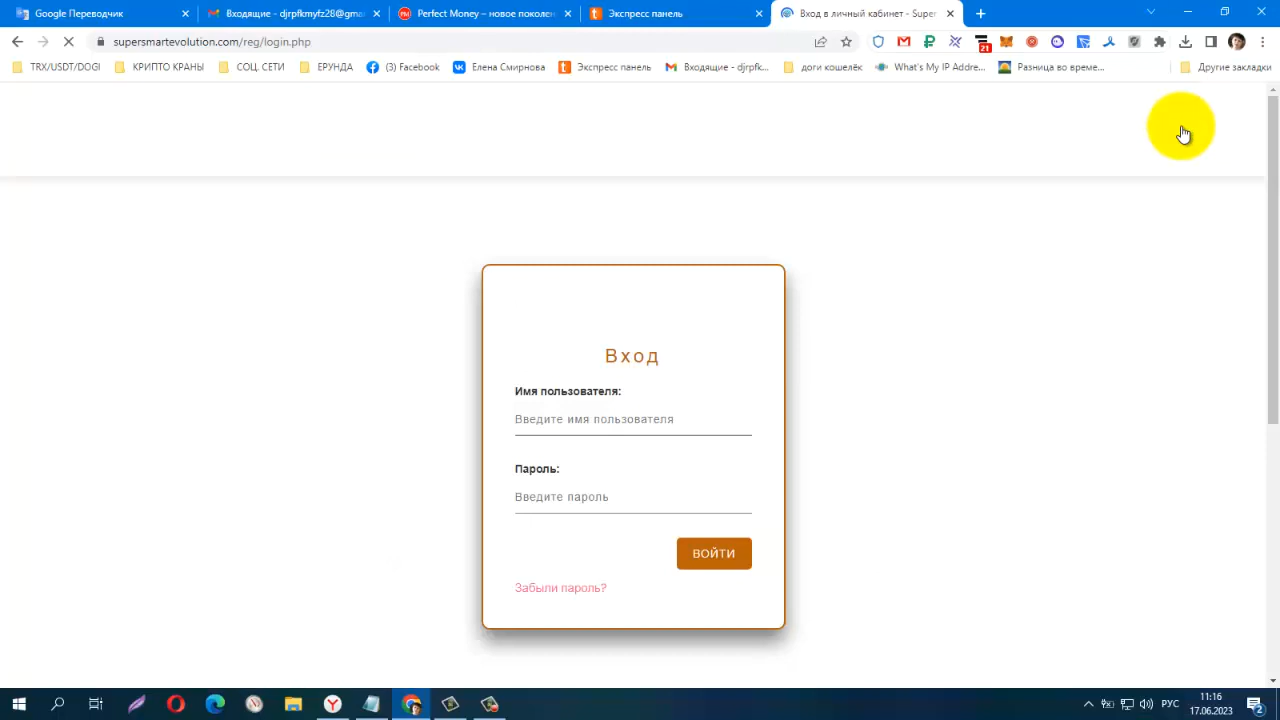 Google Переводчик
Входящие - djrpfkmyfz28@gma
Perfect Money – новое поколен
Экспресс панель
Вход в личный кабинет - Super
supersmartevolution.com/reg/login.php
21
TRX/USDT/DOGI
КРИПТО КРАНЫ
СОЦ. СЕТИ
ЕРУНДА
(3) Facebook
Елена Смирнова
Экспресс панель
Входящие - djrpfk...
доги кошелёк
What's My IP Addre...
Разница во време...
Другие закладки
Вход
Имя пользователя:
Введите имя пользователя
Пароль:
Введите пароль
ВОЙТИ
Забыли пароль?
РУС
11:16
17.06.2023
2